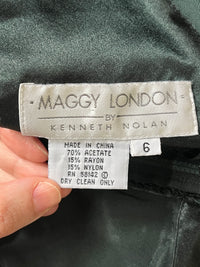 MAGGY LONDON
BY
KENNETH NOLAN
MADE IN CHINA
70% ACETATE
15% RAYON
15% NYLON
RN 58142 ©
DRY CLEAN ONLY
6